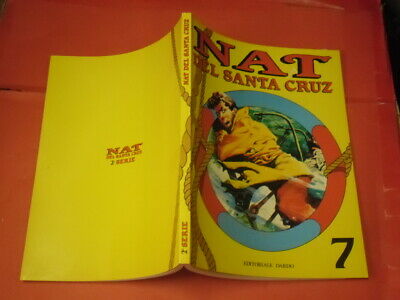 NAT
DEL SANTA CRUZ
7
EDITORIALE DARDO
NAT DEL SANTA CRUZ
2ª SERIE
NAT
DEL SANTA CRUZ
2ª SERIE